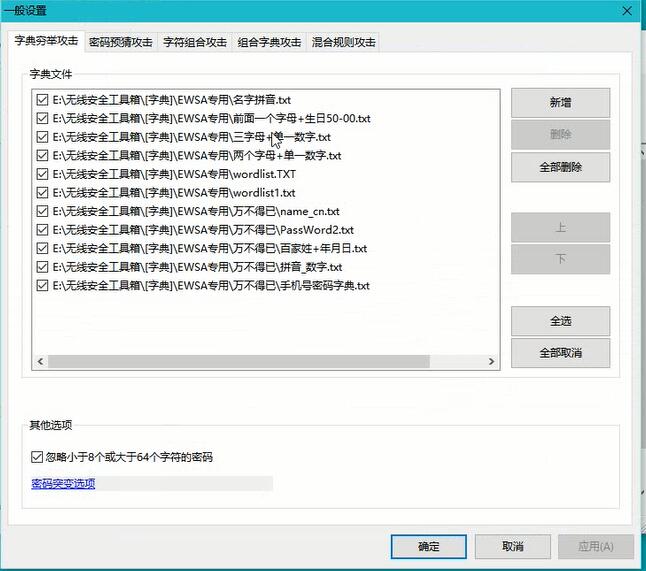 一般设置
字典穷举攻击 密码预猜攻击 字符组合攻击 组合字典攻击 混合规则攻击
字典文件
E:\无线安全工具箱\[字典]\EWSA专用\名字拼音.txt
E:\无线安全工具箱\[字典]\EWSA专用\前面一个字母+生日50-00.txt
E:\无线安全工具箱\[字典]\EWSA专用\三字母+单一数字.txt
E:\无线安全工具箱\[字典]\EWSA专用\两个字母+单一数字.txt
E:\无线安全工具箱\[字典]\EWSA专用\wordlist.TXT
E:\无线安全工具箱\[字典]\EWSA专用\wordlist1.txt
E:\无线安全工具箱\[字典]\EWSA专用\万不得已\name_cn.txt
E:\无线安全工具箱\[字典]\EWSA专用\万不得已\PassWord2.txt
E:\无线安全工具箱\[字典]\EWSA专用\万不得已\百家姓+年月日.txt
E:\无线安全工具箱\[字典]\EWSA专用\万不得已\拼音_数字.txt
E:\无线安全工具箱\[字典]\EWSA专用\万不得已\手机号密码字典.txt
新增
删除
全部删除
上
下
全选
全部取消
其他选项
忽略小于8个或大于64个字符的密码
密码突变选项
确定 取消 应用(A)